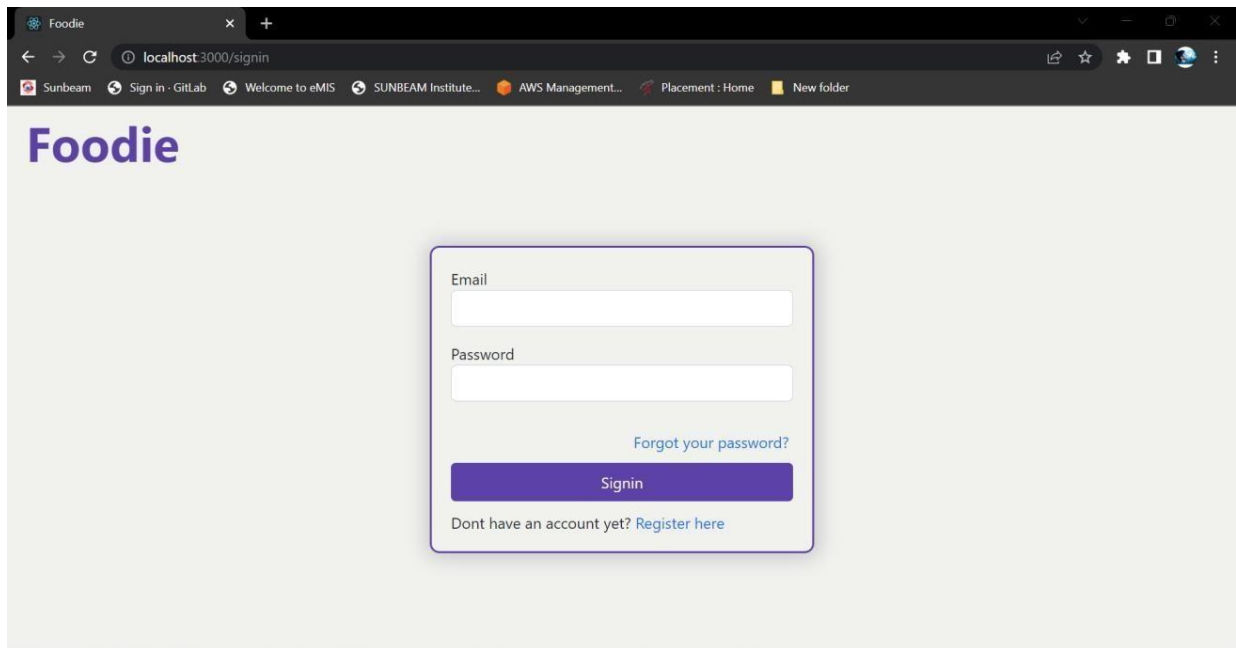 Foodie
localhost:3000/signin
Sunbeam Sign in · GitLab Welcome to eMIS SUNBEAM Institute... AWS Management... Placement : Home New folder
Foodie
Email
Password
Forgot your password?
Signin
Dont have an account yet? Register here